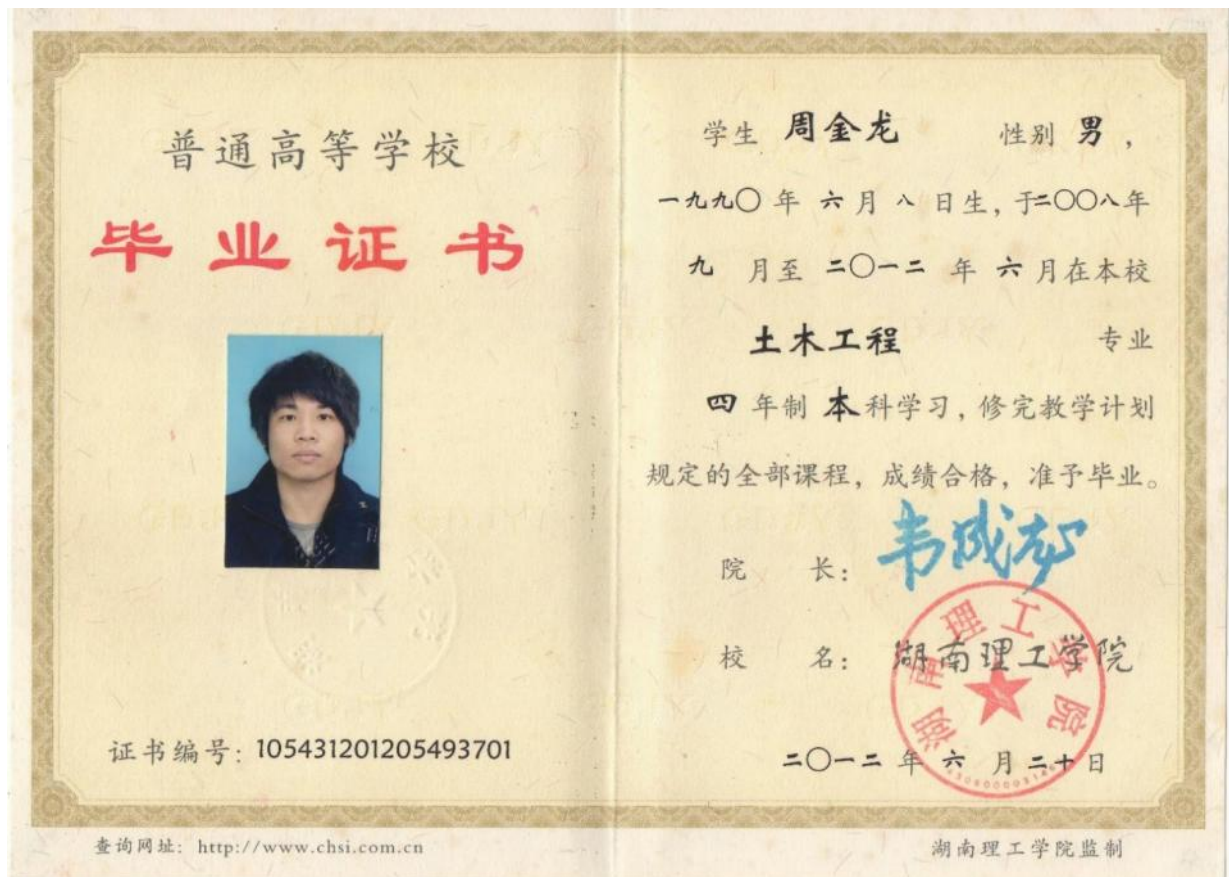 普通高等学校
毕业证书
证书编号：105431201205493701
查询网址：http://www.chsi.com.cn
学生 周金龙 性别 男，
一九九〇年 六月 八 日生，于二〇〇八年
九 月至 二〇一二 年 六月在本校
土木工程 专业
四 年制 本科学习，修完教学计划
规定的全部课程，成绩合格，准予毕业。
院 长：
校 名：湖南理工学院
湖南理工学院
二〇一二 年 六 月 二十日
湖南理工学院监制